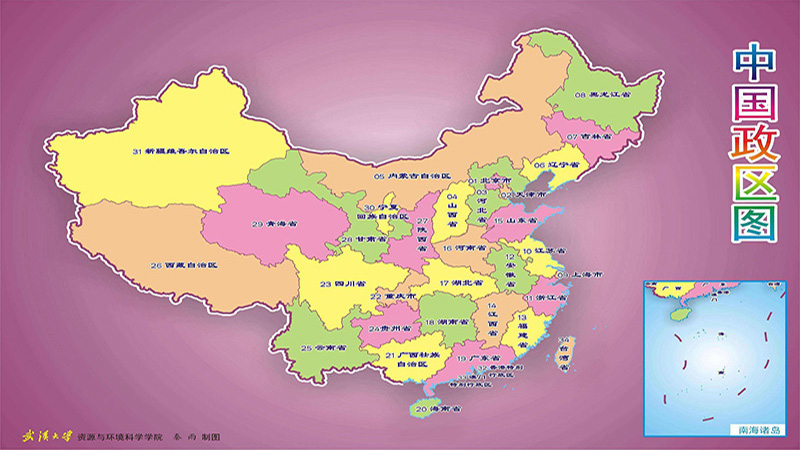 中国政区图
08 黑龙江省
07 吉林省
06 辽宁省
31 新疆维吾尔自治区
05 内蒙古自治区
01 北京市
02 天津市
03 河北省
04 山西省
30 宁夏
回族自治区
27 陕西省
29 青海省
28 甘肃省
15 山东省
16 河南省
10 江苏省
12 安徽省
09 上海市
26 西藏自治区
23 四川省
17 湖北省
22 重庆市
11 浙江省
14 江西省
13 福建省
24 贵州省
18 湖南省
25 云南省
21 广西壮族
自治区
19 广东省
32 香港特别
行政区
33 澳门
特别行政区
34 台湾省
20 海南省
南海诸岛
武汉大学 资源与环境科学学院 秦雨 制图